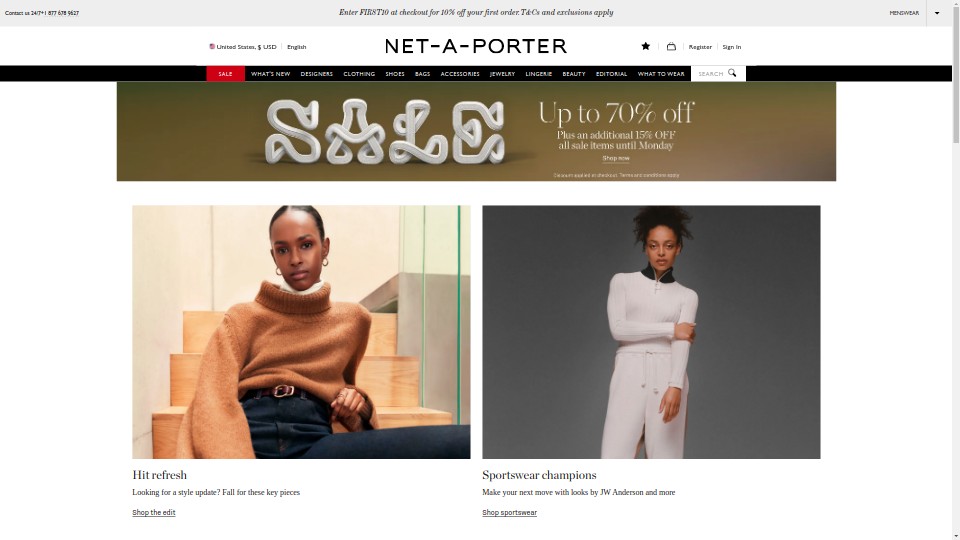 Contact us 24/7 +1 877 678 9627
Enter FIRST10 at checkout for 10% off your first order. T&Cs and exclusions apply
MENSWEAR
United States, $ USD
English
NET-A-PORTER
Register
Sign In
SALE
WHAT'S NEW
DESIGNERS
CLOTHING
SHOES
BAGS
ACCESSORIES
JEWELRY
LINGERIE
BEAUTY
EDITORIAL
WHAT TO WEAR
SEARCH
SALE
Up to 70% off
Plus an additional 15% OFF
all sale items until Monday
Shop now
Discount applied at checkout. Terms and conditions apply
Hit refresh
Looking for a style update? Fall for these key pieces
Shop the edit
Sportswear champions
Make your next move with looks by JW Anderson and more
Shop sportswear